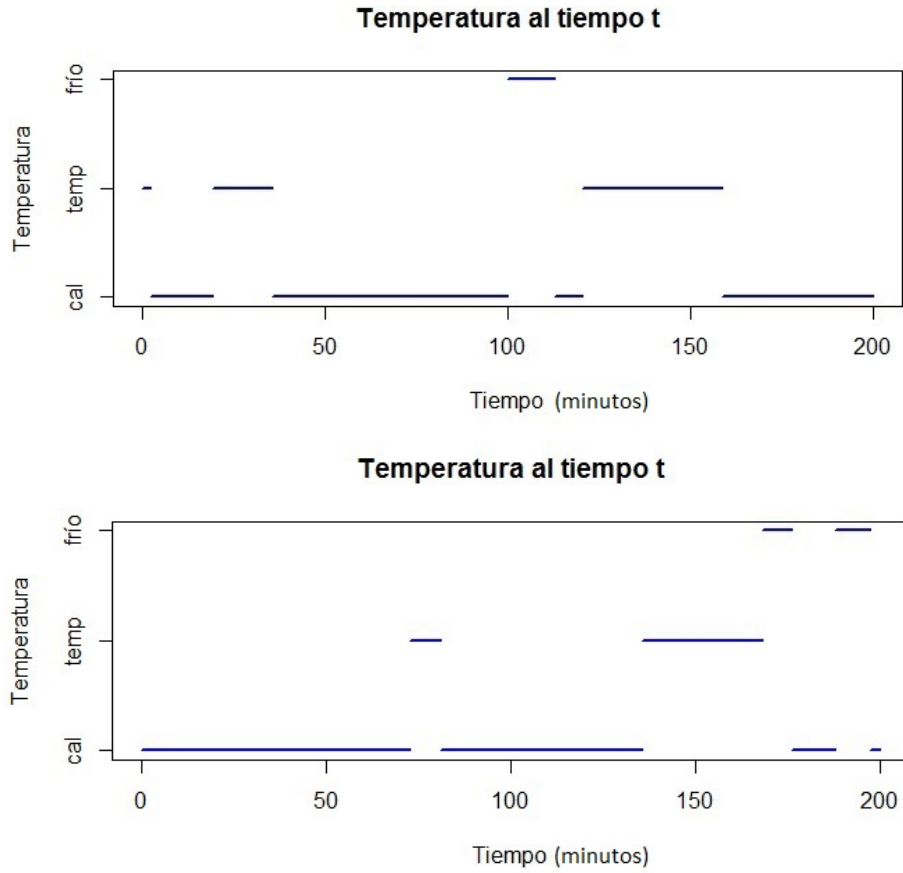 Temperatura al tiempo t
frío
temp
cal
Temperatura
0 50 100 150 200
Tiempo (minutos)
Temperatura al tiempo t
frío
temp
cal
Temperatura
0 50 100 150 200
Tiempo (minutos)